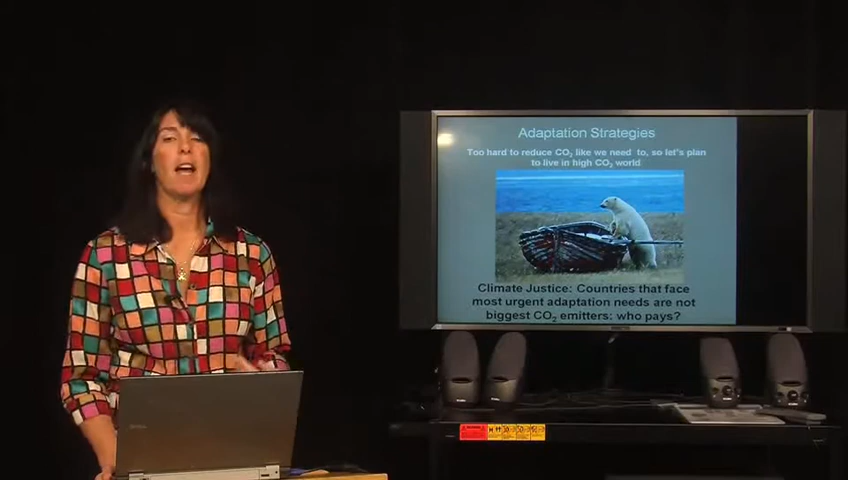 Adaptation Strategies
Too hard to reduce CO₂ like we need to, so let's plan
to live in high CO₂ world
Climate Justice: Countries that face
most urgent adaptation needs are not
biggest CO₂ emitters: who pays?